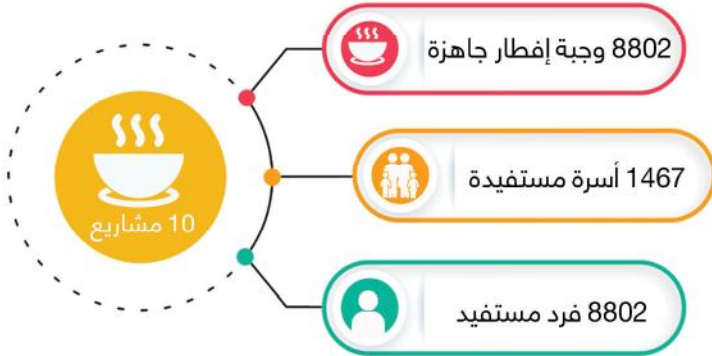 8802 وجبة إفطار جاهزة
1467 أسرة مستفيدة
10 مشاريع
8802 فرد مستفيد